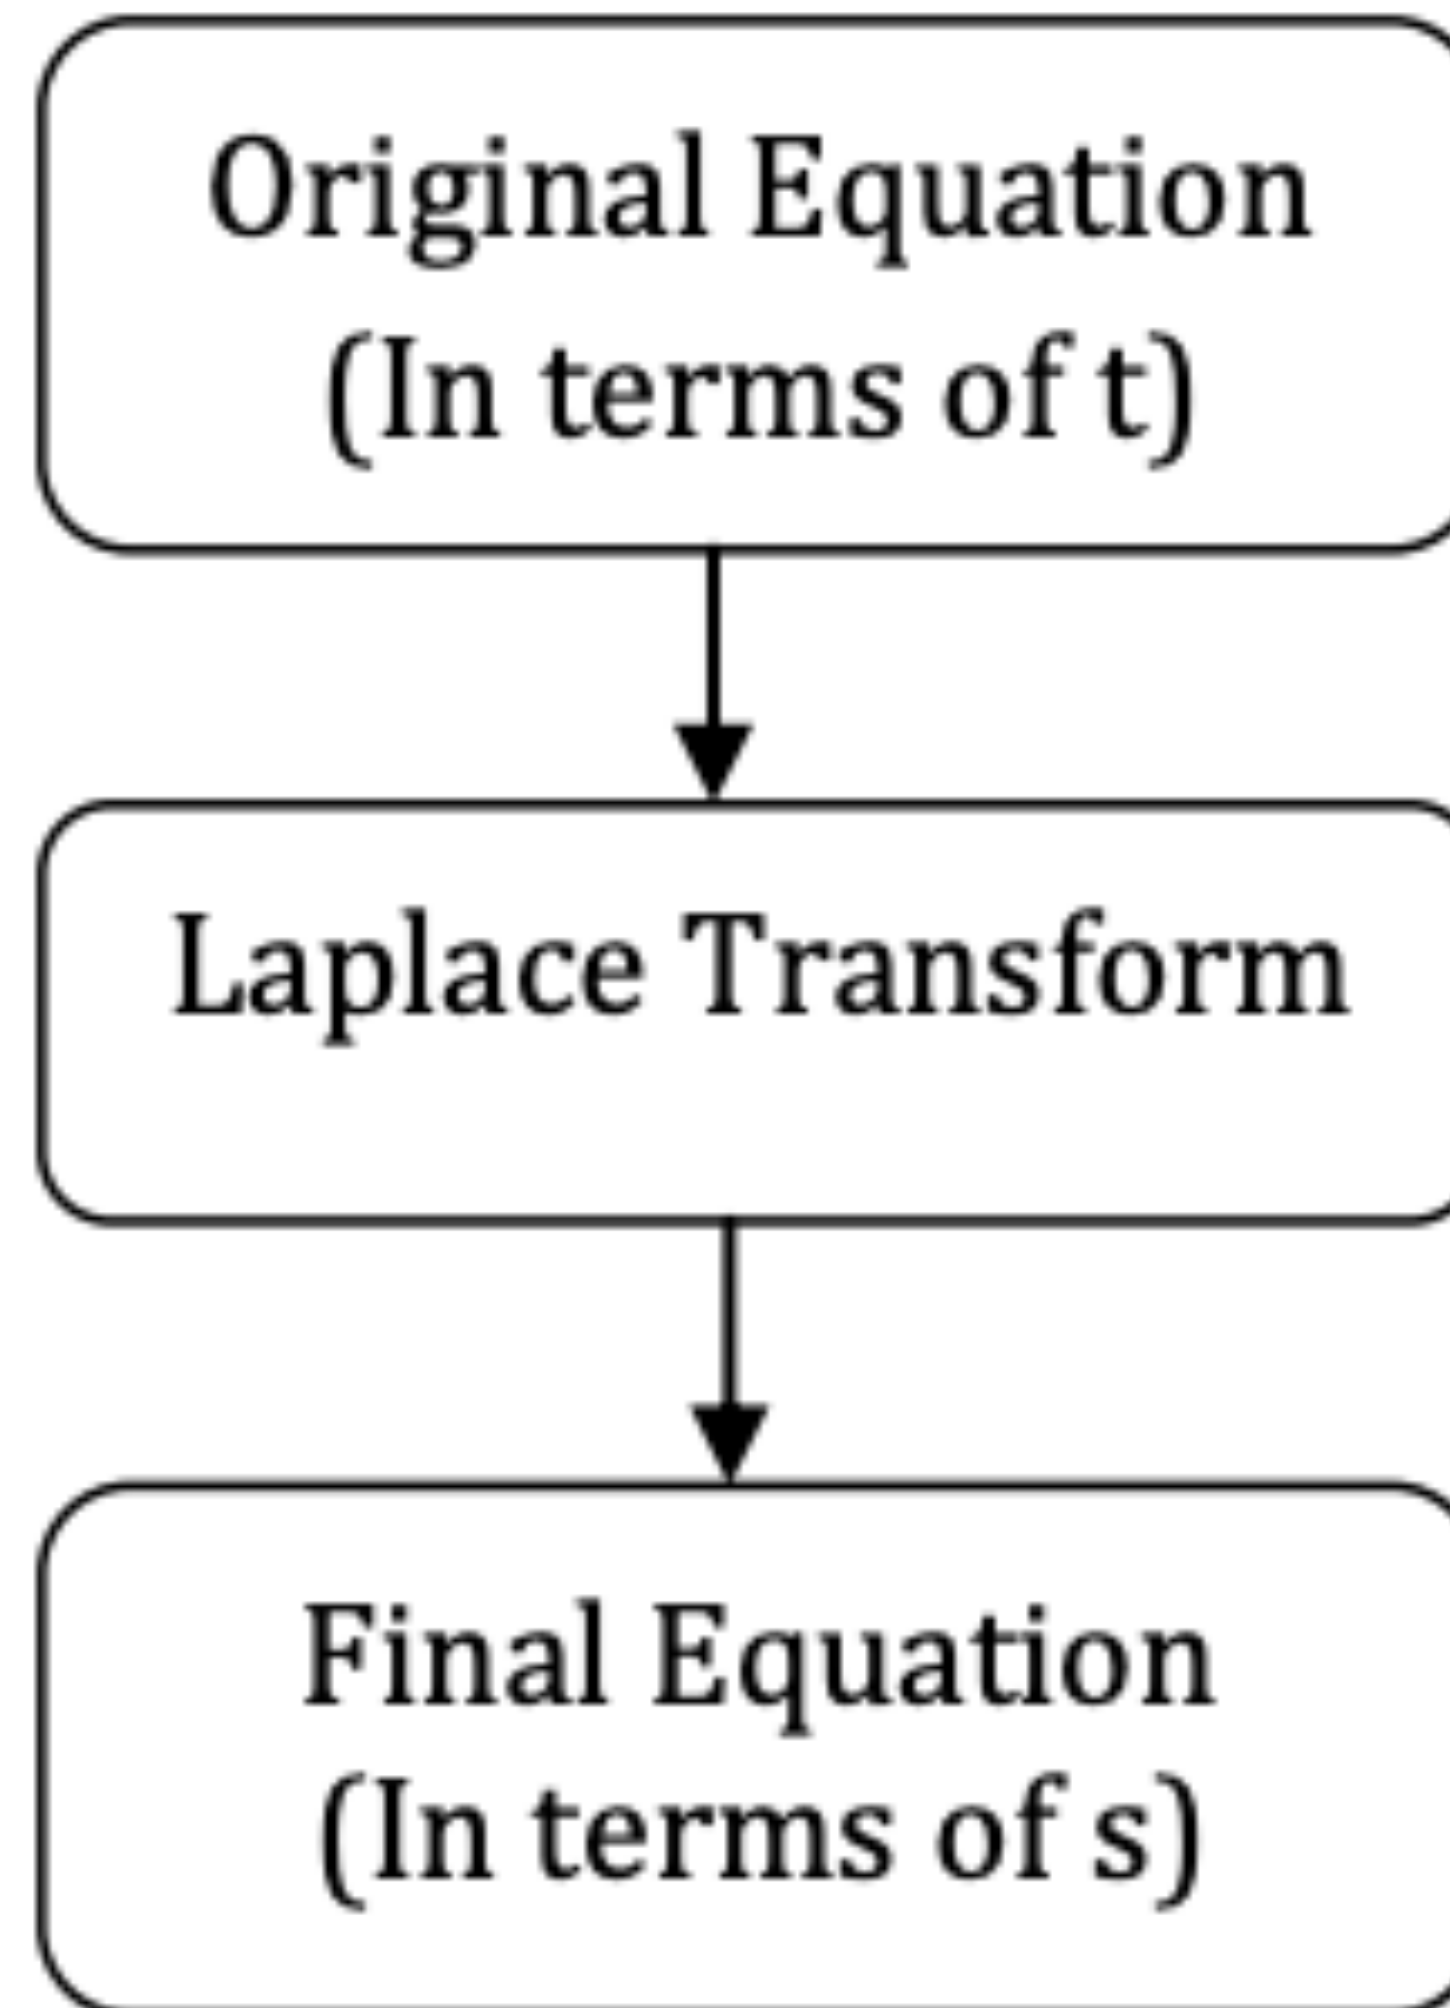 Original Equation
(In terms of t)
Laplace Transform
Final Equation
(In terms of s)